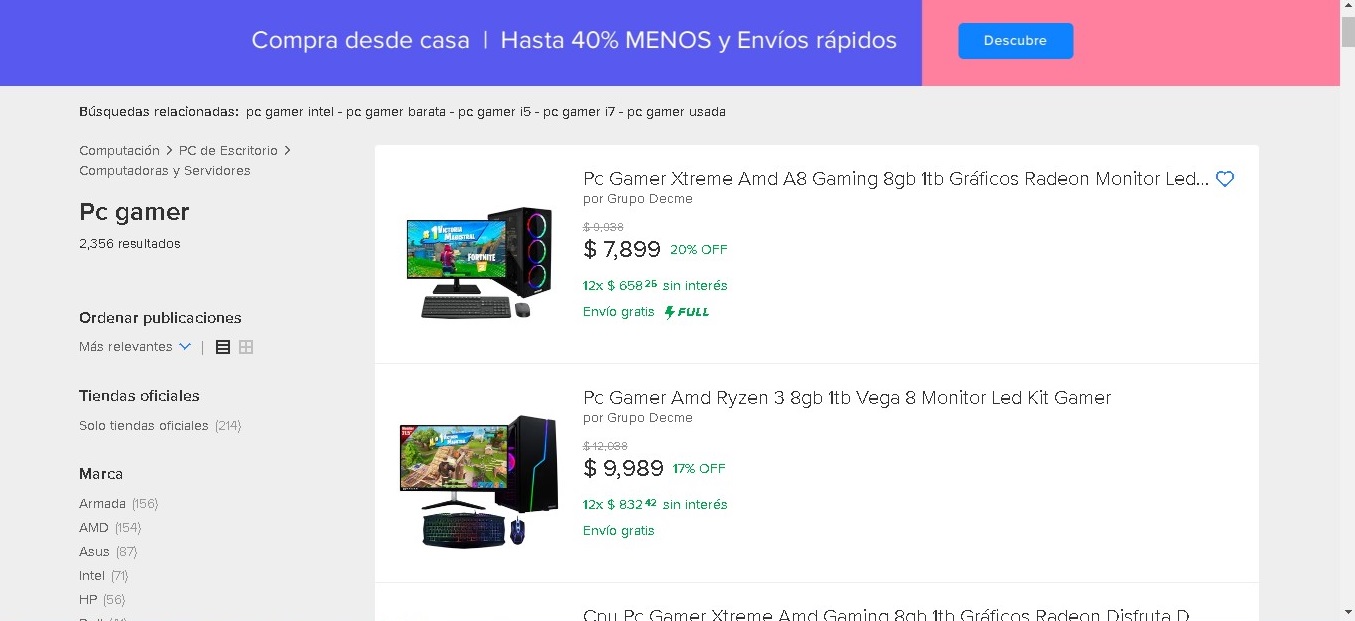 Compra desde casa | Hasta 40% MENOS y Envíos rápidos
Descubre
Búsquedas relacionadas: pc gamer intel - pc gamer barata - pc gamer i5 - pc gamer i7 - pc gamer usada
Computación > PC de Escritorio >
Computadoras y Servidores
Pc gamer
2,356 resultados
Ordenar publicaciones
Más relevantes
Tiendas oficiales
Solo tiendas oficiales (214)
Marca
Armada (156)
AMD (154)
Asus (87)
Intel (71)
HP (56)
Pc Gamer Xtreme Amd A8 Gaming 8gb 1tb Gráficos Radeon Monitor Led...
por Grupo Decme
$ 9,938
$ 7,899 20% OFF
12x $ 658 25 sin interés
Envío gratis FULL
#1 VICTORIA
MAGISTRAL
FORTNITE
Pc Gamer Amd Ryzen 3 8gb 1tb Vega 8 Monitor Led Kit Gamer
por Grupo Decme
$ 12,038
$ 9,989 17% OFF
12x $ 832 42 sin interés
Envío gratis
Cpu Pc Gamer Xtreme Amd Gaming 8gb 1tb Gráficos Radeon Disfruta D